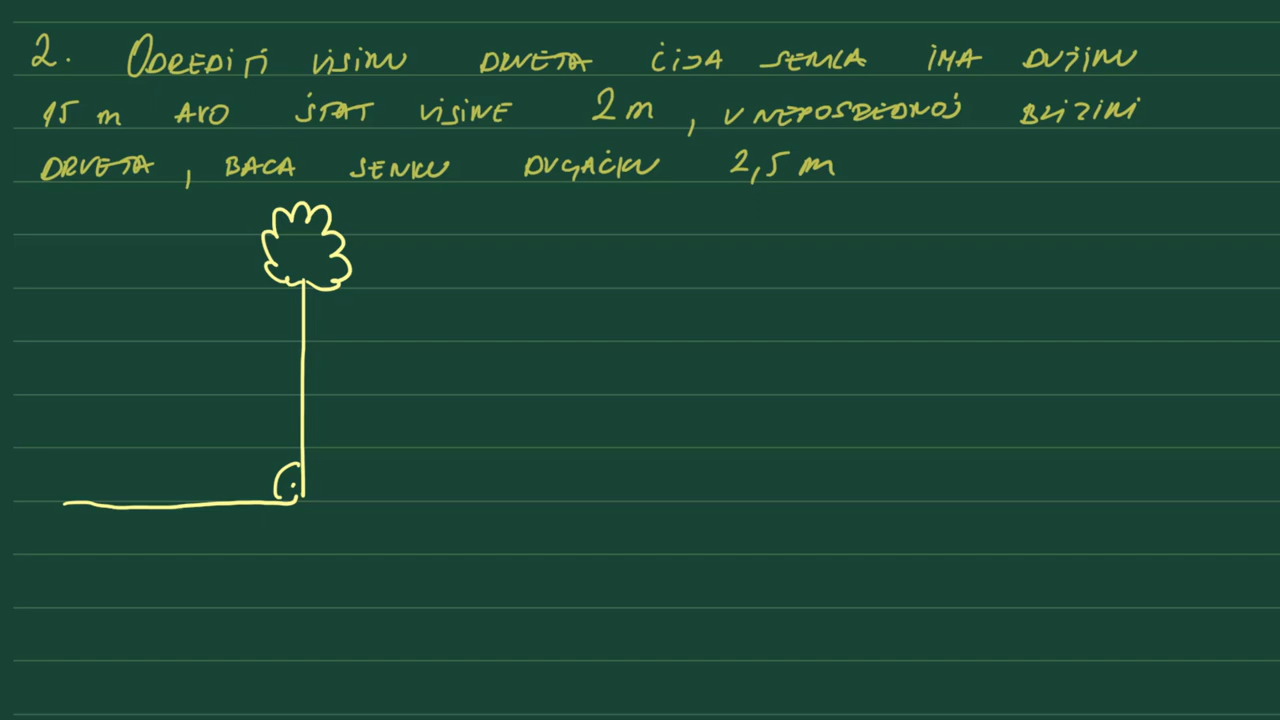 2. ODREDITI VISINU DRVETA ČIJA SENKA IMA DUŽINU
15 m AKO ŠTAP VISINE 2 m , U NEPOSREDNOJ BLIZINI
DRVETA , BACA SENKU DUGAČKU 2,5 m